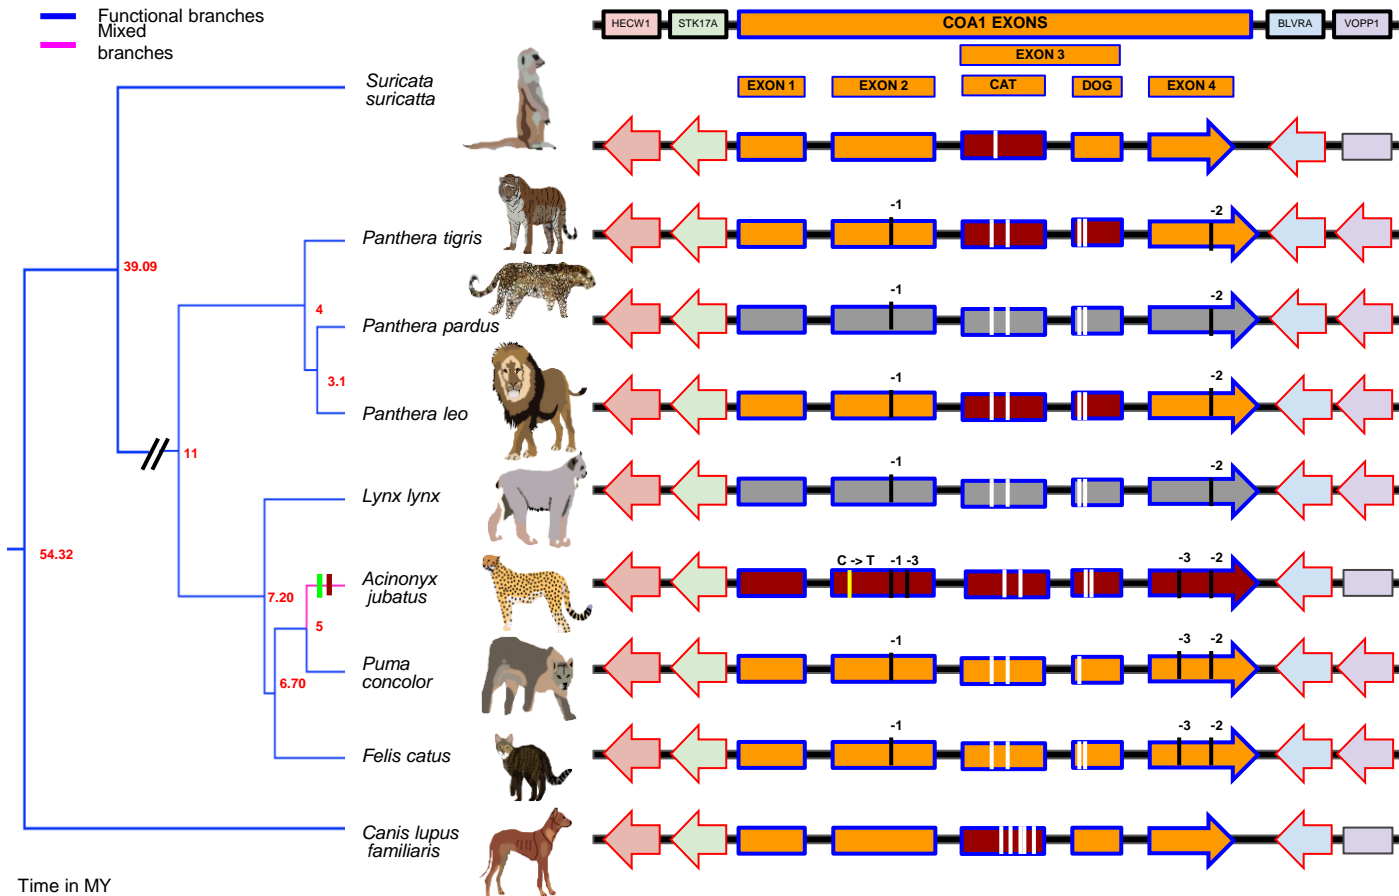 Functional branches
Mixed
branches
HECW1
STK17A
COA1 EXONS
BLVRA
VOPP1
EXON 3
EXON 1
EXON 2
CAT
DOG
EXON 4
Suricata
suricatta
-1
-2
Panthera tigris
39.09
-1
-2
4
Panthera pardus
3.1
-1
-2
Panthera leo
11
-1
-2
Lynx lynx
54.32
C -> T
-1
-3
-3
-2
Acinonyx
jubatus
7.20
5
-1
-3
-2
Puma
concolor
6.70
-1
-3
-2
Felis catus
Canis lupus
familiaris
Time in MY